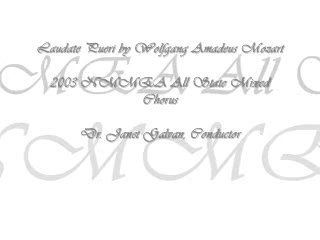 Laudate Pueri by Wolfgang Amadeus Mozart
2003 NMMEA All State Mixed
Chorus
Dr. Janet Galvan, Conductor